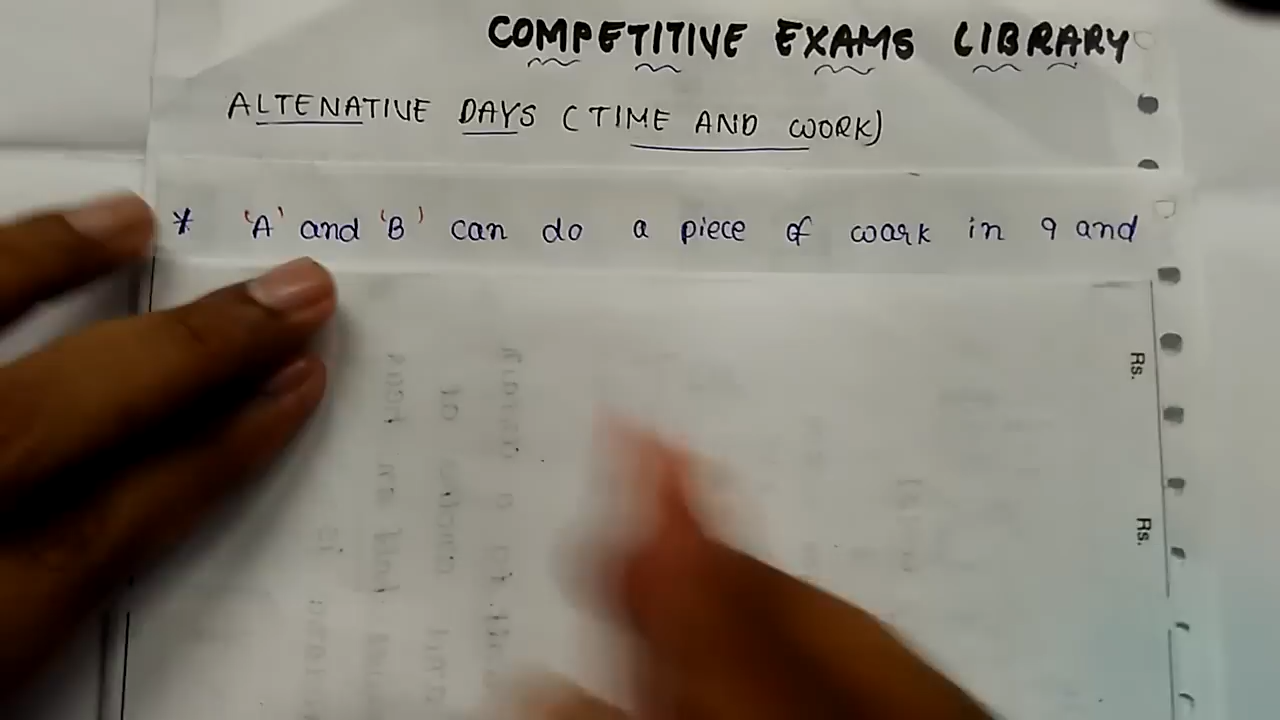 COMPETITIVE EXAMS LIBRARY
ALTENATIVE DAYS (TIME AND WORK)
* 'A' and 'B' can do a piece of work in 9 and
Rs.
Rs.